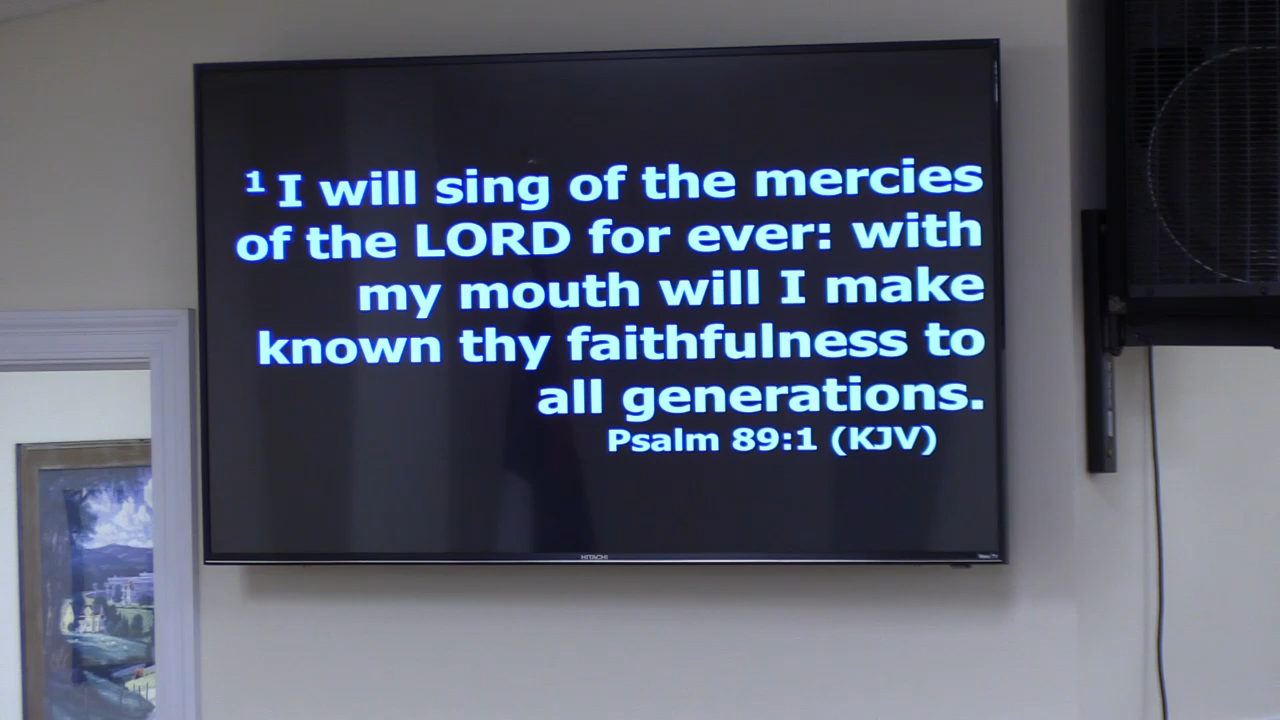 1 I will sing of the mercies
of the LORD for ever: with
my mouth will I make
known thy faithfulness to
all generations.
Psalm 89:1 (KJV)
HITACHI